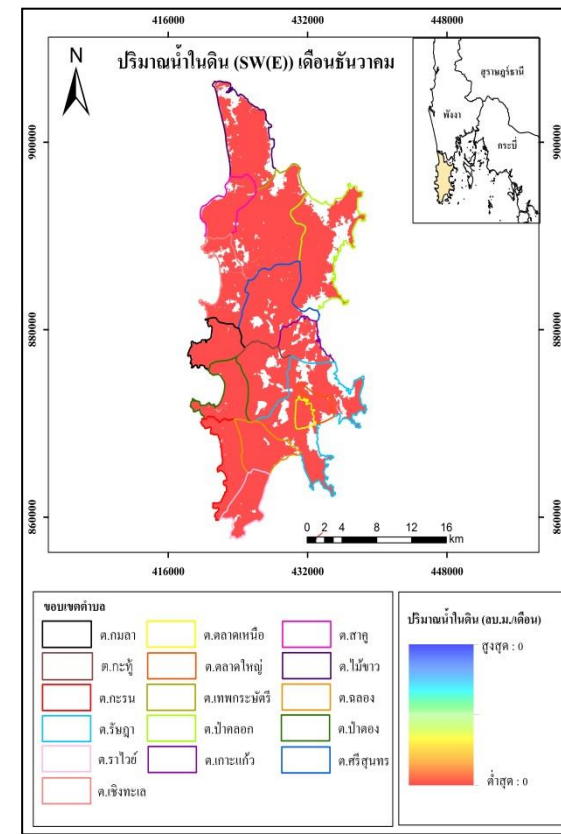 416000 432000 448000
N
ปริมาณน้ำในดิน (SW(E)) เดือนธันวาคม
สุราษฎร์ธานี
พังงา
กระบี่
900000 900000
880000 880000
860000 860000
0 2 4 8 12 16
km
416000 432000 448000
ขอบเขตตำบล
ต.กมลา ต.ตลาดเหนือ ต.สาคู
ต.กะทู้ ต.ตลาดใหญ่ ต.ไม้ขาว
ต.กะรน ต.เทพกระษัตรี ต.ฉลอง
ต.รัษฎา ต.ป่าคลอก ต.ป่าตอง
ต.ราไวย์ ต.เกาะแก้ว ต.ศรีสุนทร
ต.เชิงทะเล
ปริมาณน้ำในดิน (ลบ.ม./เดือน)
สูงสุด : 0
ต่ำสุด : 0